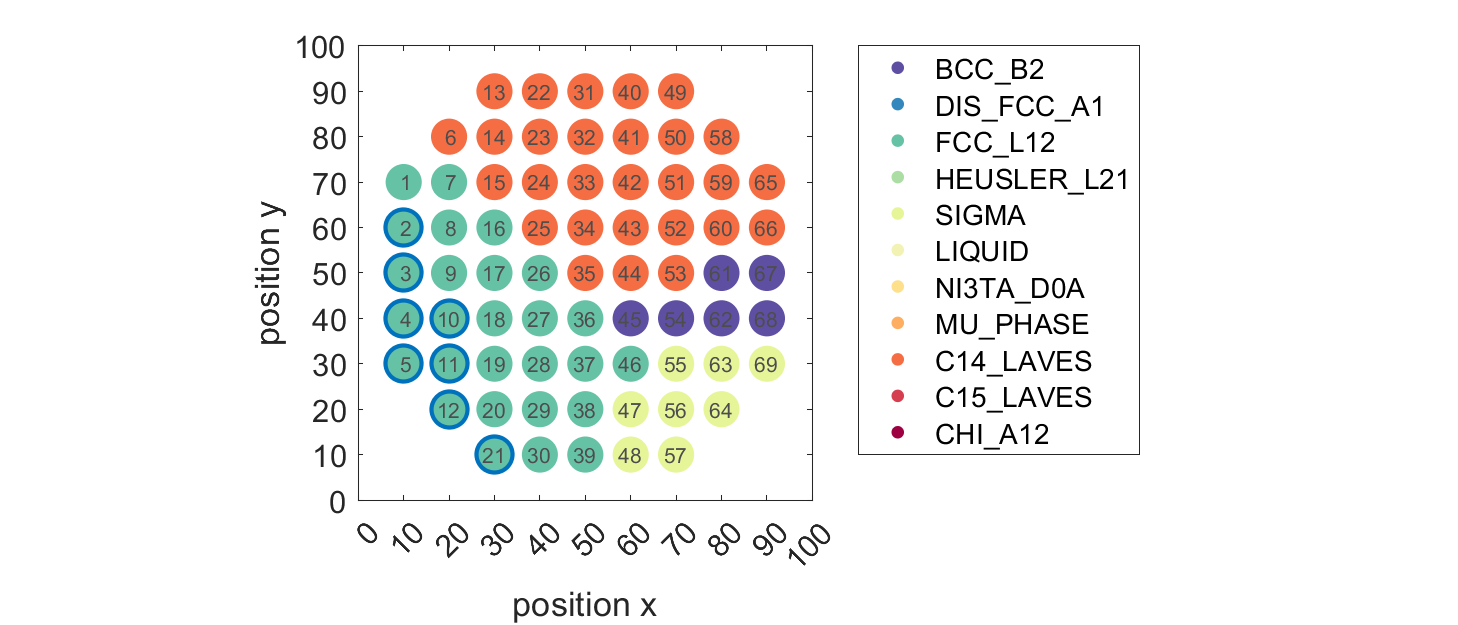 100
90 13 22 31 40 49
80 6 14 23 32 41 50 58
70 1 7 15 24 33 42 51 59 65
60 2 8 16 25 34 43 52 60 66
50 3 9 17 26 35 44 53 61 67
40 4 10 18 27 36 45 54 62 68
30 5 11 19 28 37 46 55 63 69
20 12 20 29 38 47 56 64
10 21 30 39 48 57
0
0 10 20 30 40 50 60 70 80 90 100
position x
position y
BCC_B2
DIS_FCC_A1
FCC_L12
HEUSLER_L21
SIGMA
LIQUID
NI3TA_D0A
MU_PHASE
C14_LAVES
C15_LAVES
CHI_A12